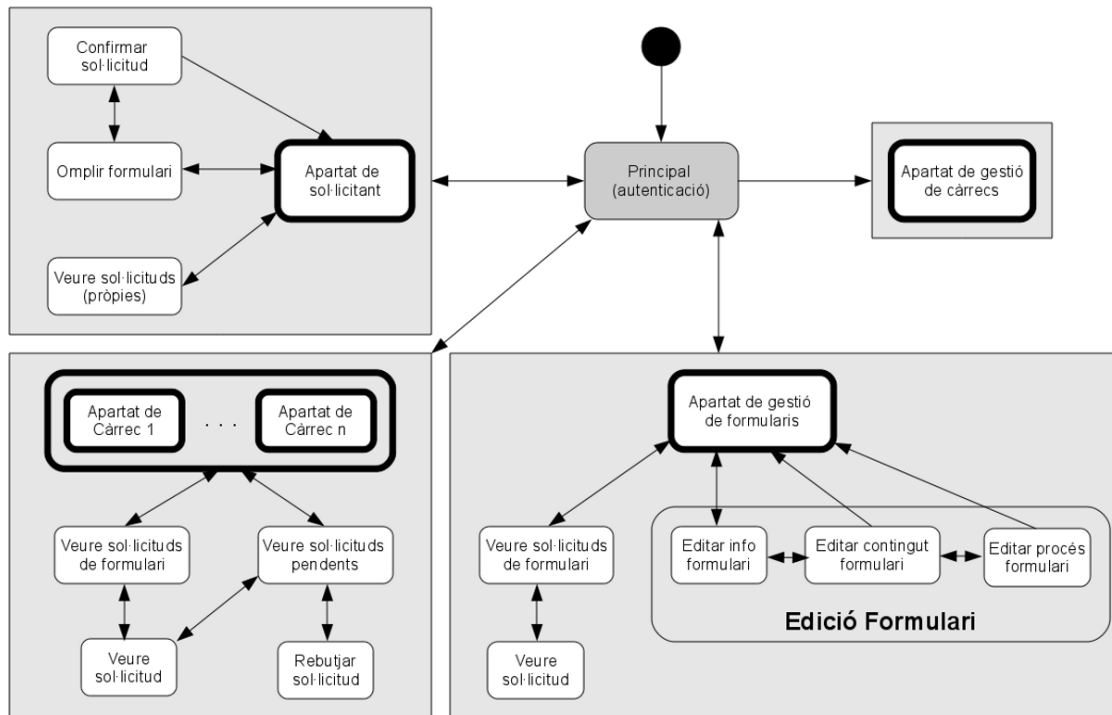 Confirmar
sol·licitud
Omplir formulari
Apartat de
sol·licitant
Veure sol·licituds
(pròpies)
Principal
(autenticació)
Apartat de gestió
de càrrecs
Apartat de
Càrrec 1
. . .
Apartat de
Càrrec n
Veure sol·licituds
de formulari
Veure sol·licituds
pendents
Veure
sol·licitud
Rebutjar
sol·licitud
Apartat de gestió
de formularis
Veure sol·licituds
de formulari
Veure
sol·licitud
Editar info
formulari
Editar contingut
formulari
Editar procés
formulari
Edició Formulari